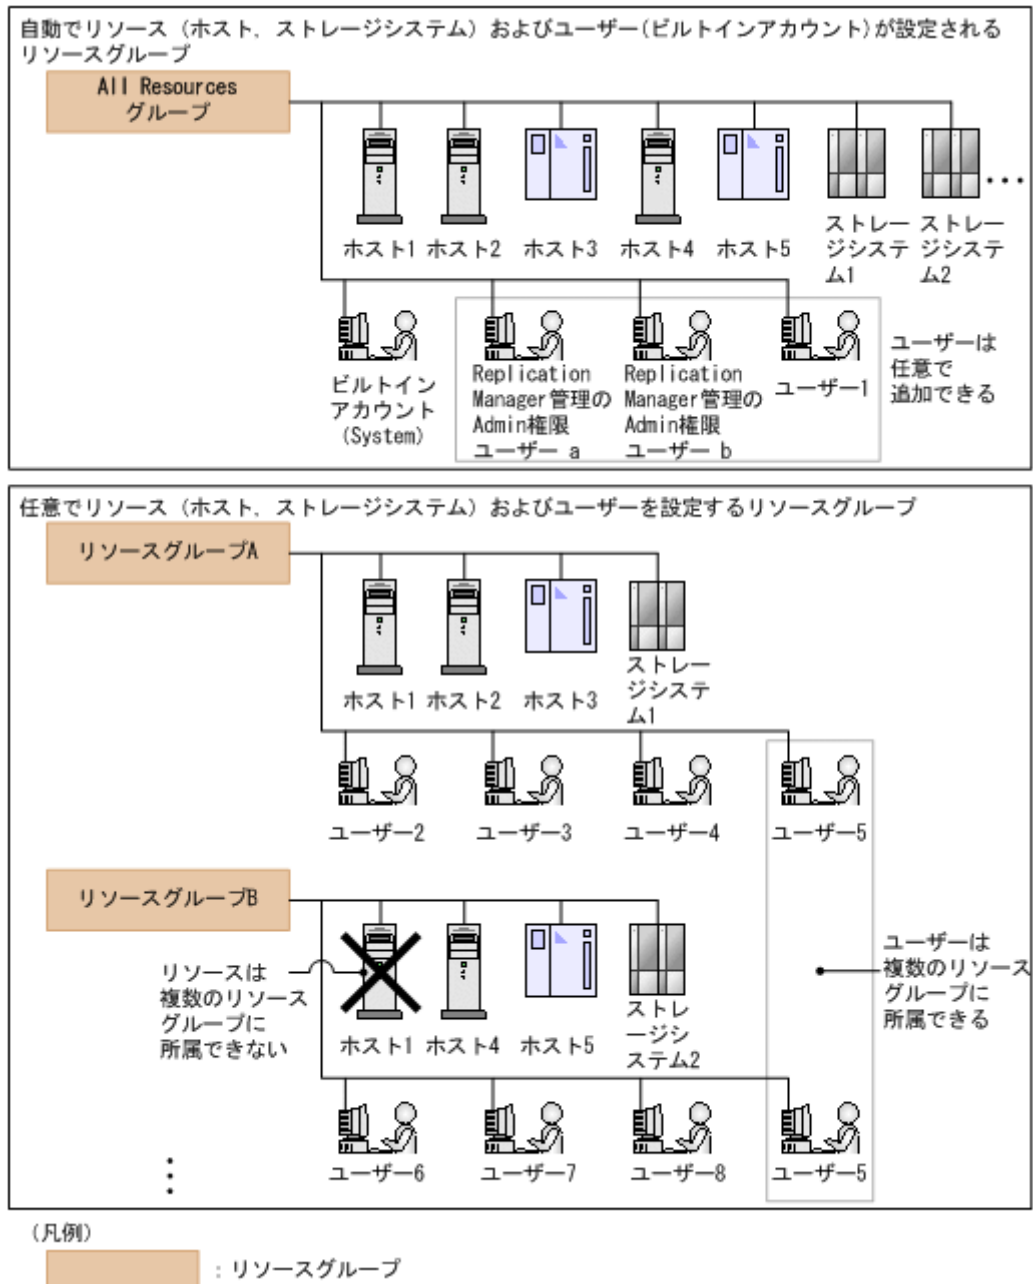 自動でリソース（ホスト，ストレージシステム）およびユーザー(ビルトインアカウント)が設定される
リソースグループ
All Resources
グループ
ホスト1
ホスト2
ホスト3
ホスト4
ホスト5
ストレー
ジシステ
ム1
ストレー
ジシステ
ム2
・・・
ビルトイン
アカウント
(System)
Replication
Manager管理の
Admin権限
ユーザー a
Replication
Manager管理の
Admin権限
ユーザー b
ユーザー1
ユーザーは
任意で
追加できる
任意でリソース（ホスト，ストレージシステム）およびユーザーを設定するリソースグループ
リソースグループA
ホスト1
ホスト2
ホスト3
ストレー
ジシステ
ム1
ユーザー2
ユーザー3
ユーザー4
ユーザー5
リソースグループB
リソースは
複数のリソース
グループに
所属できない
ホスト1
ホスト4
ホスト5
ストレ
ージシ
ステム2
ユーザーは
複数のリソース
グループに
所属できる
ユーザー6
ユーザー7
ユーザー8
ユーザー5
（凡例）
：リソースグループ